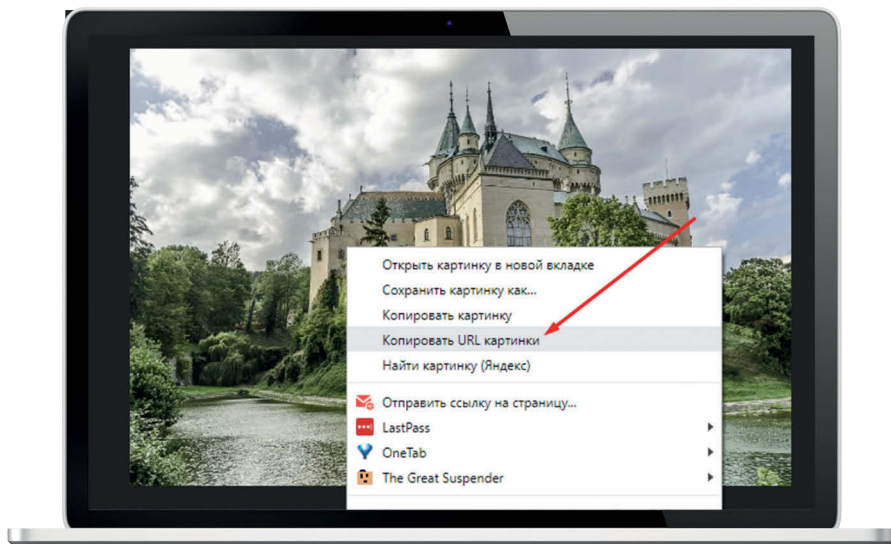 Открыть картинку в новой вкладке
Сохранить картинку как...
Копировать картинку
Копировать URL картинки
Найти картинку (Яндекс)
Отправить ссылку на страницу...
LastPass
OneTab
The Great Suspender